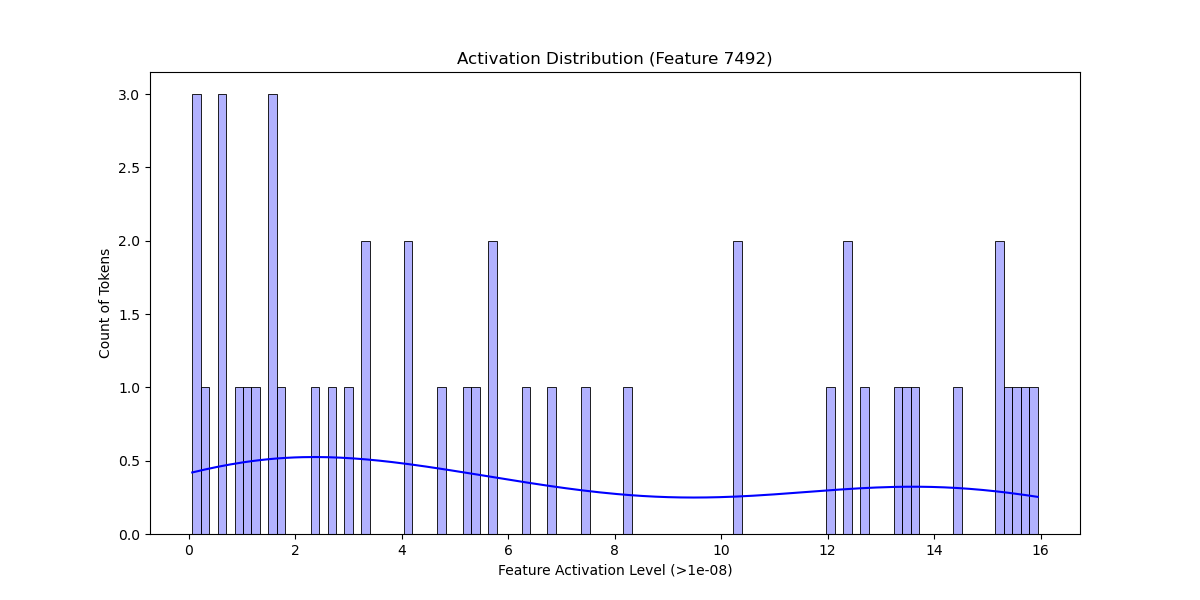 Activation Distribution (Feature 7492)
3.0
2.5
2.0
1.5
1.0
0.5
0.0
Count of Tokens
0 2 4 6 8 10 12 14 16
Feature Activation Level (>1e-08)